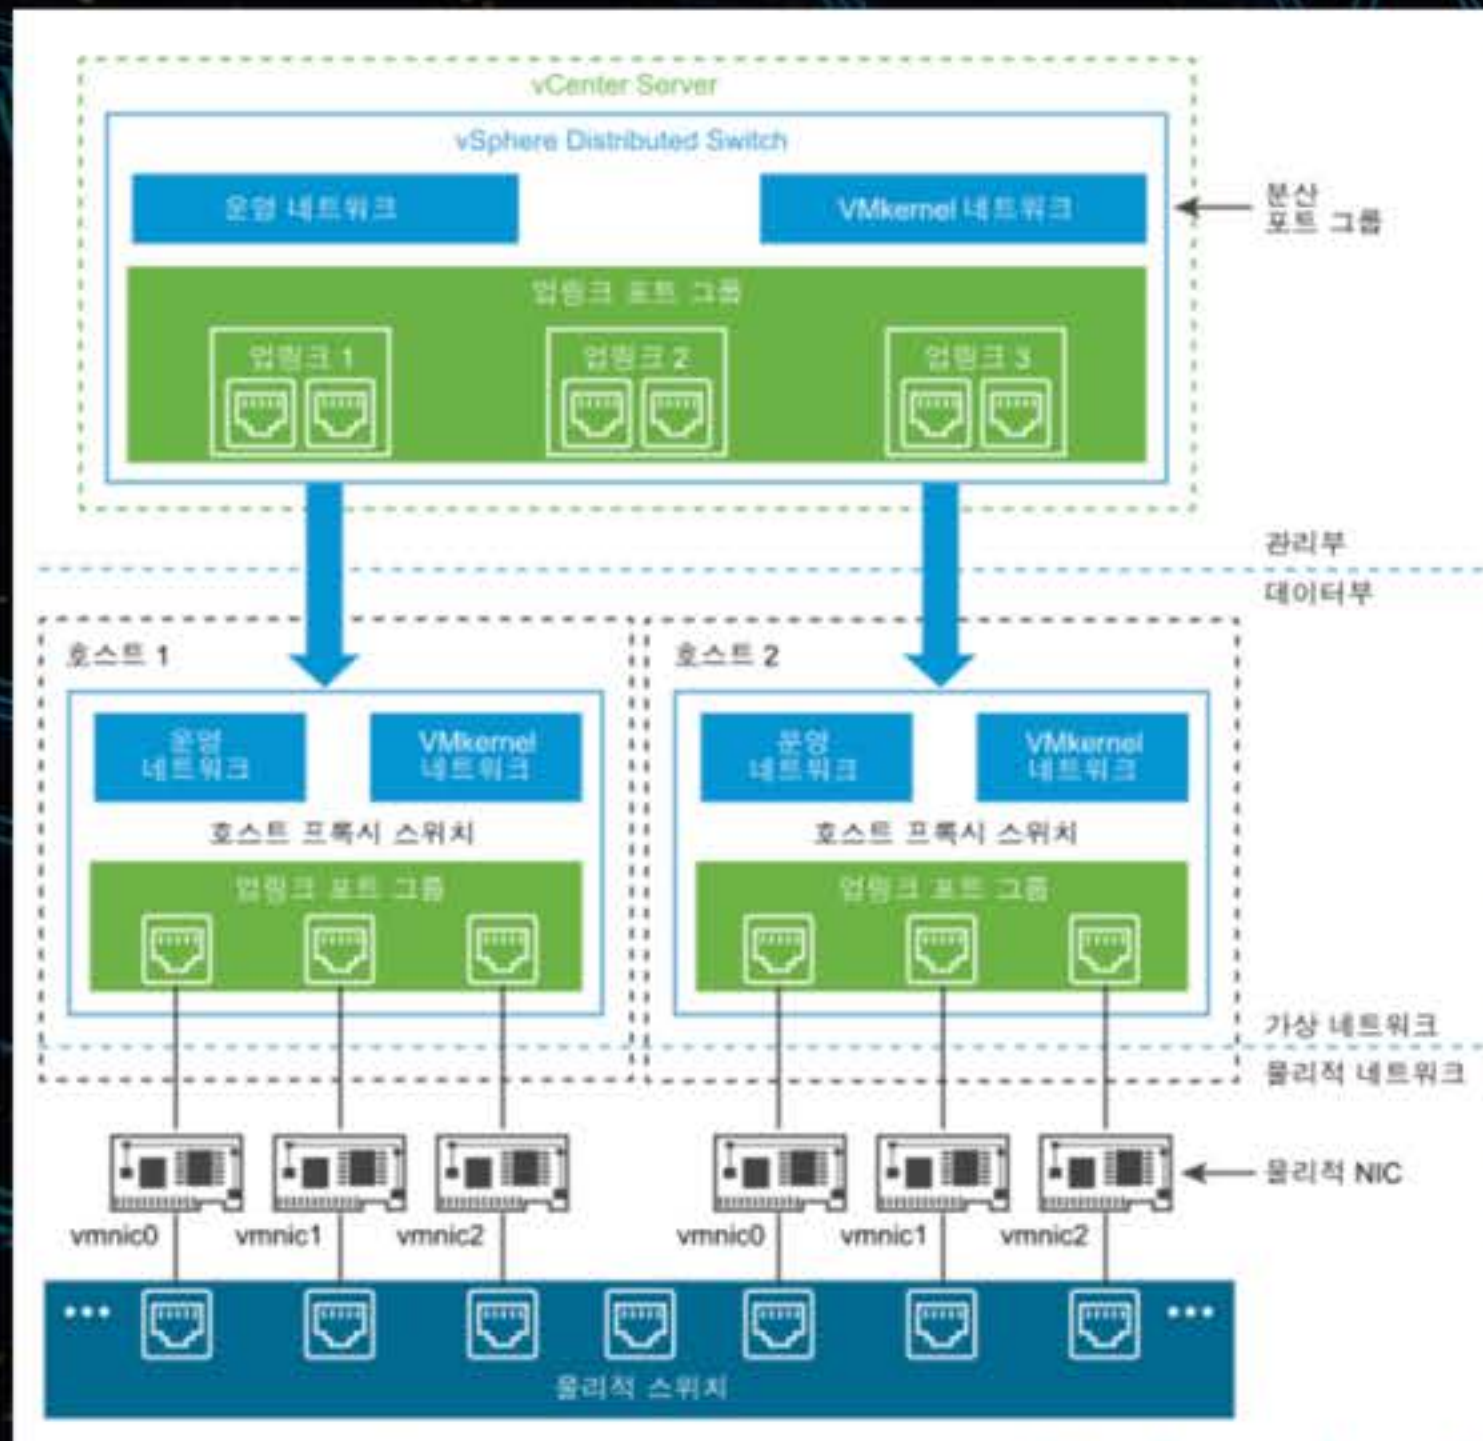 vCenter Server
vSphere Distributed Switch
운영 네트워크
VMkernel 네트워크
분산
포트 그룹
업링크 포트 그룹
업링크 1
업링크 2
업링크 3
관리부
데이터부
호스트 1
운영
네트워크
VMkernel
네트워크
호스트 프록시 스위치
업링크 포트 그룹
호스트 2
운영
네트워크
VMkernel
네트워크
호스트 프록시 스위치
업링크 포트 그룹
가상 네트워크
물리적 네트워크
물리적 NIC
vmnic0
vmnic1
vmnic2
vmnic0
vmnic1
vmnic2
물리적 스위치